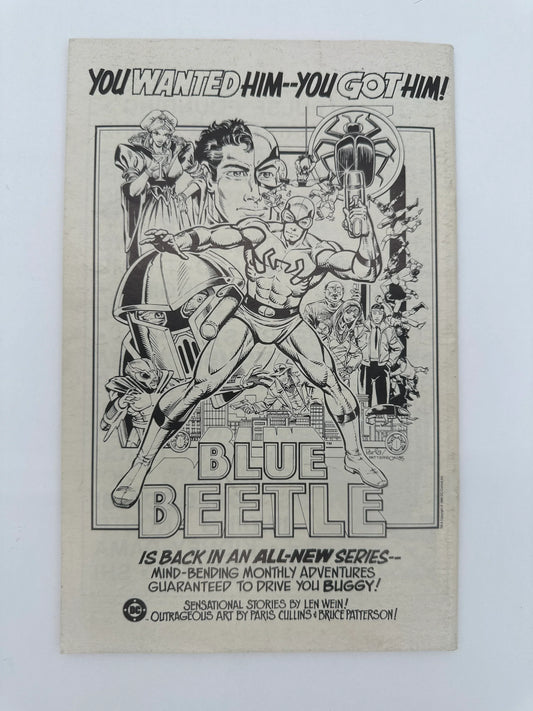 YOU WANTED HIM--YOU GOT HIM!
BLUE
BEETLE
IS BACK IN AN ALL-NEW SERIES--
MIND-BENDING MONTHLY ADVENTURES
GUARANTEED TO DRIVE YOU BUGGY!
DC
SENSATIONAL STORIES BY LEN WEIN!
OUTRAGEOUS ART BY PARIS CULLINS & BRUCE PATTERSON!